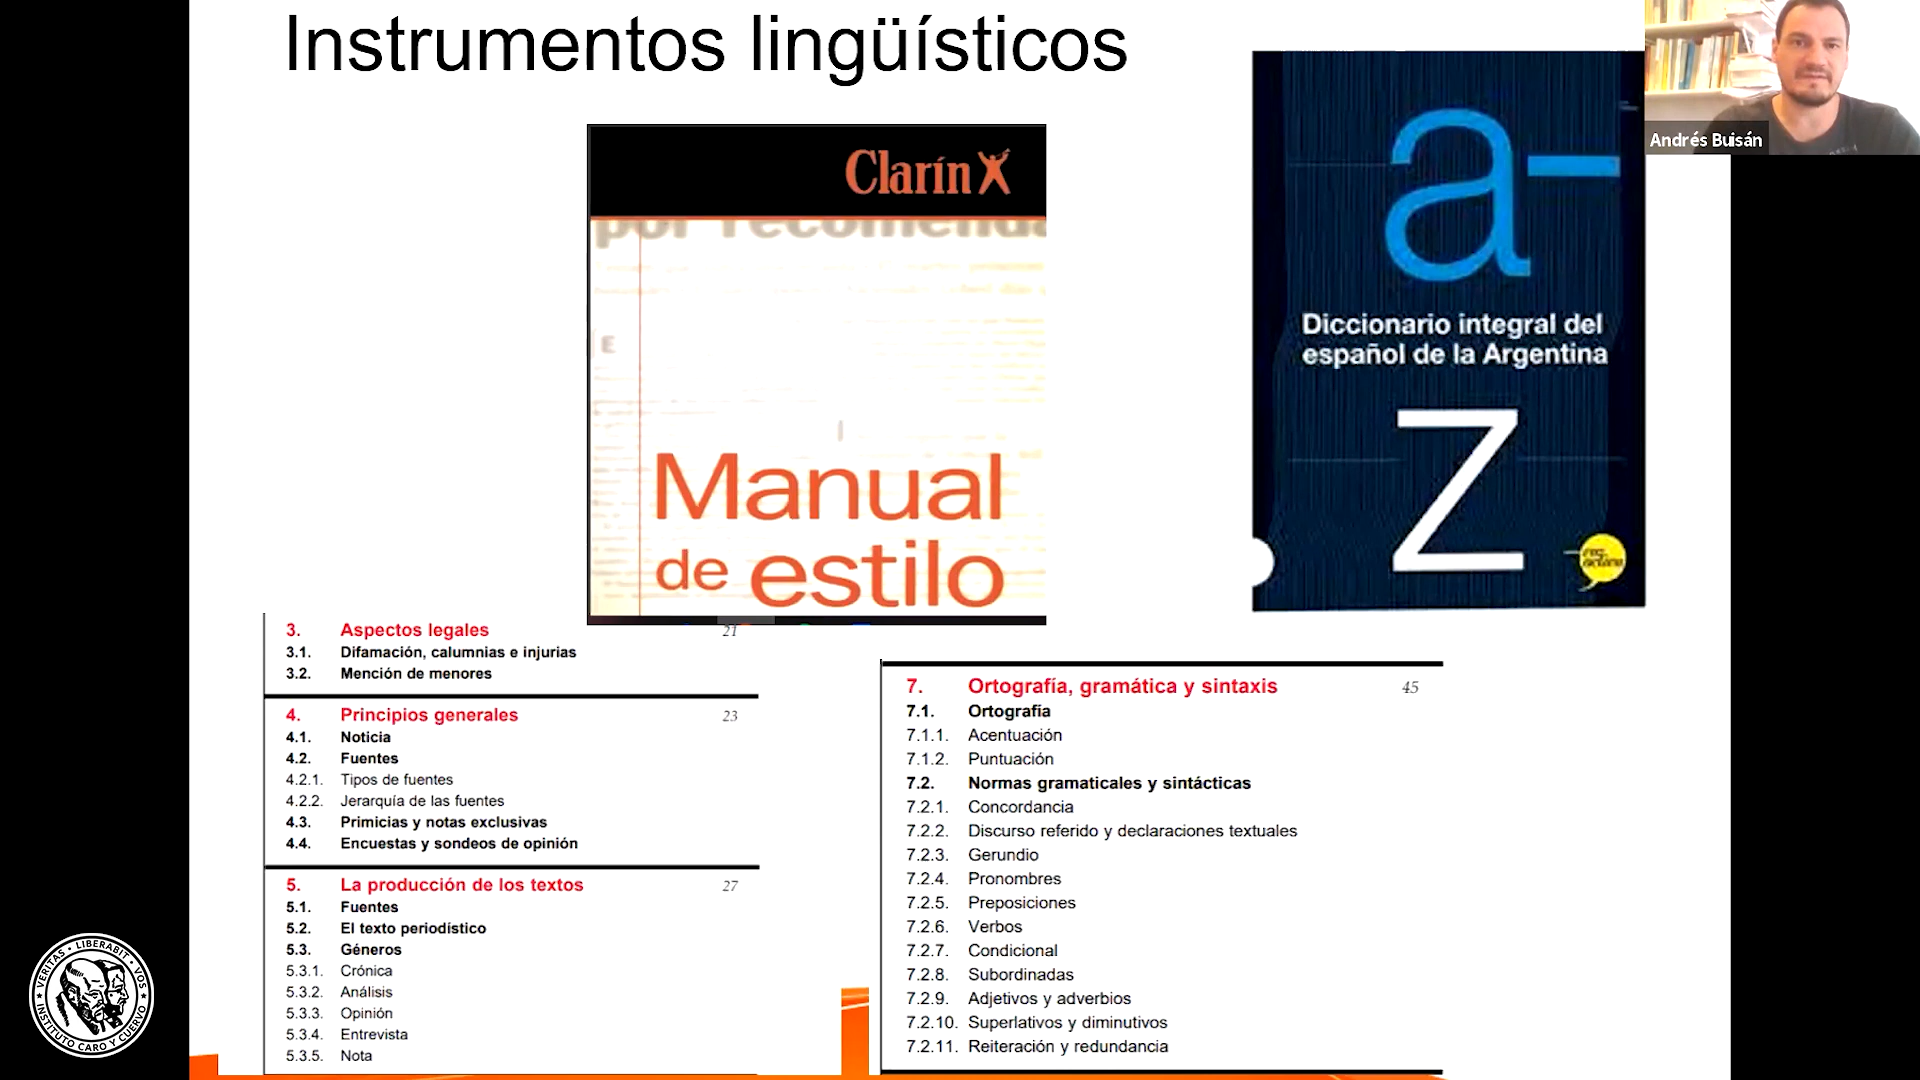 Instrumentos lingüísticos
Andrés Buisán
Clarín
por recomenda
E
Manual
de estilo
a-
Diccionario integral del
español de la Argentina
Z
3. Aspectos legales 21
3.1. Difamación, calumnias e injurias
3.2. Mención de menores
4. Principios generales 23
4.1. Noticia
4.2. Fuentes
4.2.1. Tipos de fuentes
4.2.2. Jerarquía de las fuentes
4.3. Primicias y notas exclusivas
4.4. Encuestas y sondeos de opinión
5. La producción de los textos 27
5.1. Fuentes
5.2. El texto periodístico
5.3. Géneros
5.3.1. Crónica
5.3.2. Análisis
5.3.3. Opinión
5.3.4. Entrevista
5.3.5. Nota
7. Ortografía, gramática y sintaxis 45
7.1. Ortografía
7.1.1. Acentuación
7.1.2. Puntuación
7.2. Normas gramaticales y sintácticas
7.2.1. Concordancia
7.2.2. Discurso referido y declaraciones textuales
7.2.3. Gerundio
7.2.4. Pronombres
7.2.5. Preposiciones
7.2.6. Verbos
7.2.7. Condicional
7.2.8. Subordinadas
7.2.9. Adjetivos y adverbios
7.2.10. Superlativos y diminutivos
7.2.11. Reiteración y redundancia
VERITAS • LIBERABIT • VOS
INSTITUTO CARO Y CUERVO